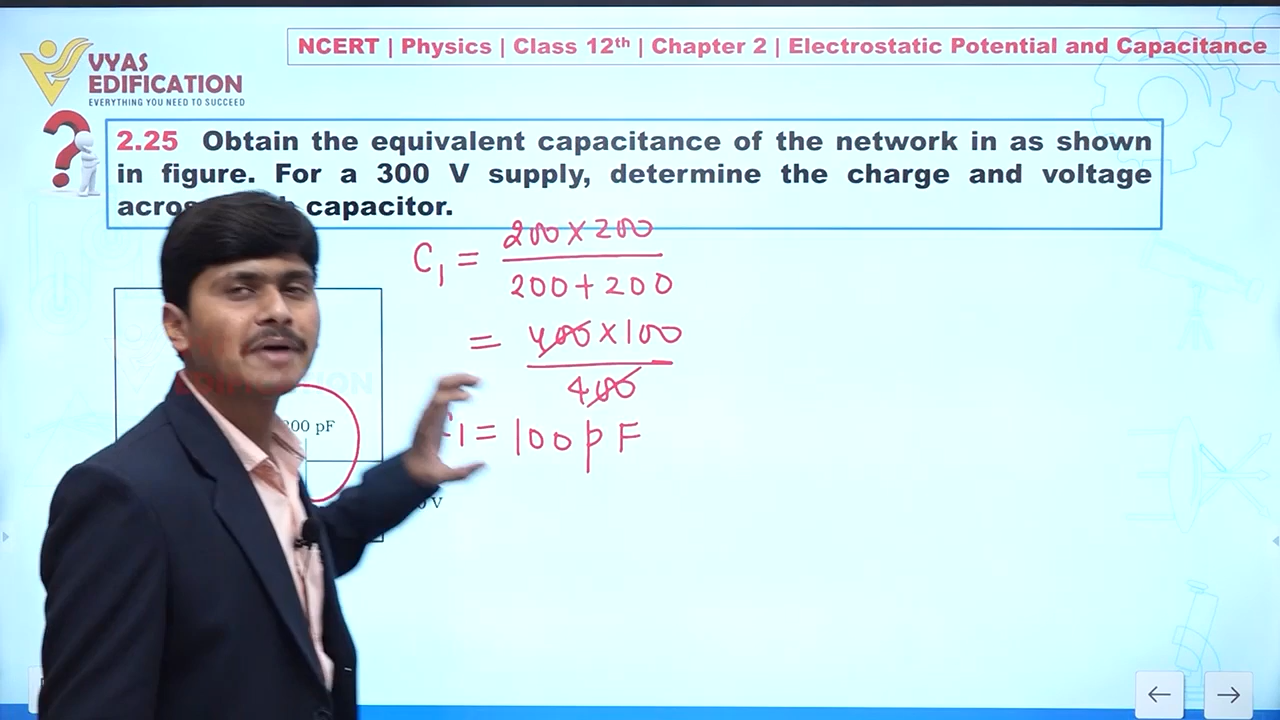 NCERT | Physics | Class 12th | Chapter 2 | Electrostatic Potential and Capacitance
VYAS
EDIFICATION
EVERYTHING YOU NEED TO SUCCEED
2.25 Obtain the equivalent capacitance of the network in as shown
in figure. For a 300 V supply, determine the charge and voltage
capacitor.
C₁ = 200 × 200
200 + 200
= 400 × 100
400
= 100 pF
pF
V